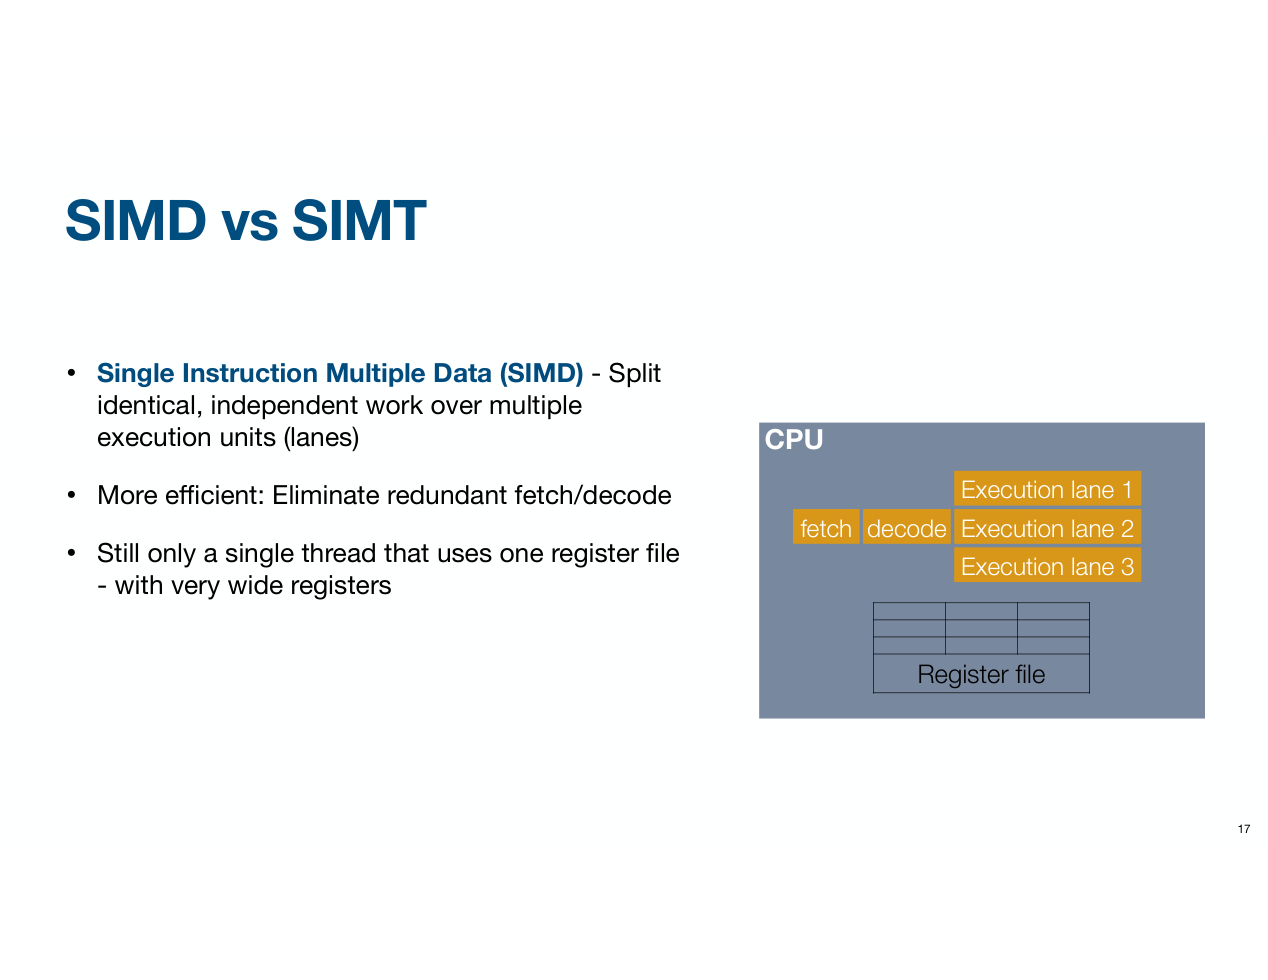 SIMD vs SIMT
• Single Instruction Multiple Data (SIMD) - Split
identical, independent work over multiple
execution units (lanes)
• More efficient: Eliminate redundant fetch/decode
• Still only a single thread that uses one register file
- with very wide registers
CPU
Execution lane 1
fetch decode Execution lane 2
Execution lane 3
Register file
17